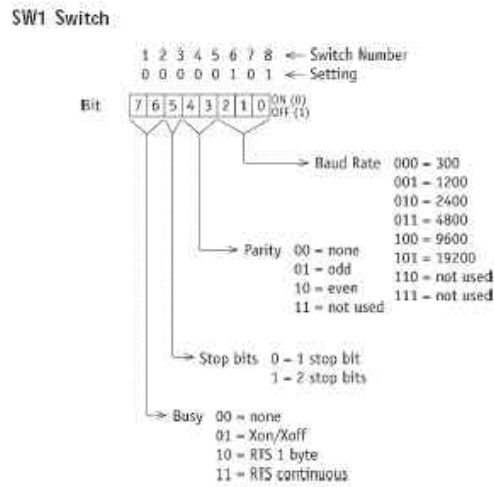 SW1 Switch
1 2 3 4 5 6 7 8 ← Switch Number
0 0 0 0 0 1 0 1 ← Setting
Bit 7 6 5 4 3 2 1 0 ON (0)
OFF (1)
Baud Rate 000 = 300
001 = 1200
010 = 2400
011 = 4800
100 = 9600
101 = 19200
110 = not used
111 = not used
Parity 00 = none
01 = odd
10 = even
11 = not used
Stop bits 0 = 1 stop bit
1 = 2 stop bits
Busy 00 = none
01 = Xon/Xoff
10 = RTS 1 byte
11 = RTS continuous